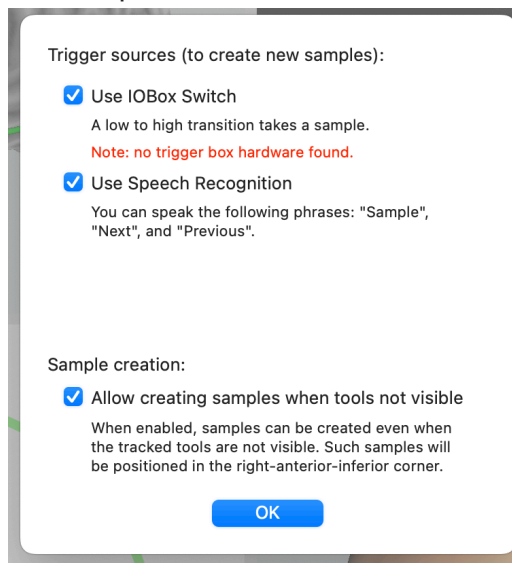 Trigger sources (to create new samples):
Use IOBox Switch
A low to high transition takes a sample.
Note: no trigger box hardware found.
Use Speech Recognition
You can speak the following phrases: "Sample",
"Next", and "Previous".
Sample creation:
Allow creating samples when tools not visible
When enabled, samples can be created even when
the tracked tools are not visible. Such samples will
be positioned in the right-anterior-inferior corner.
OK